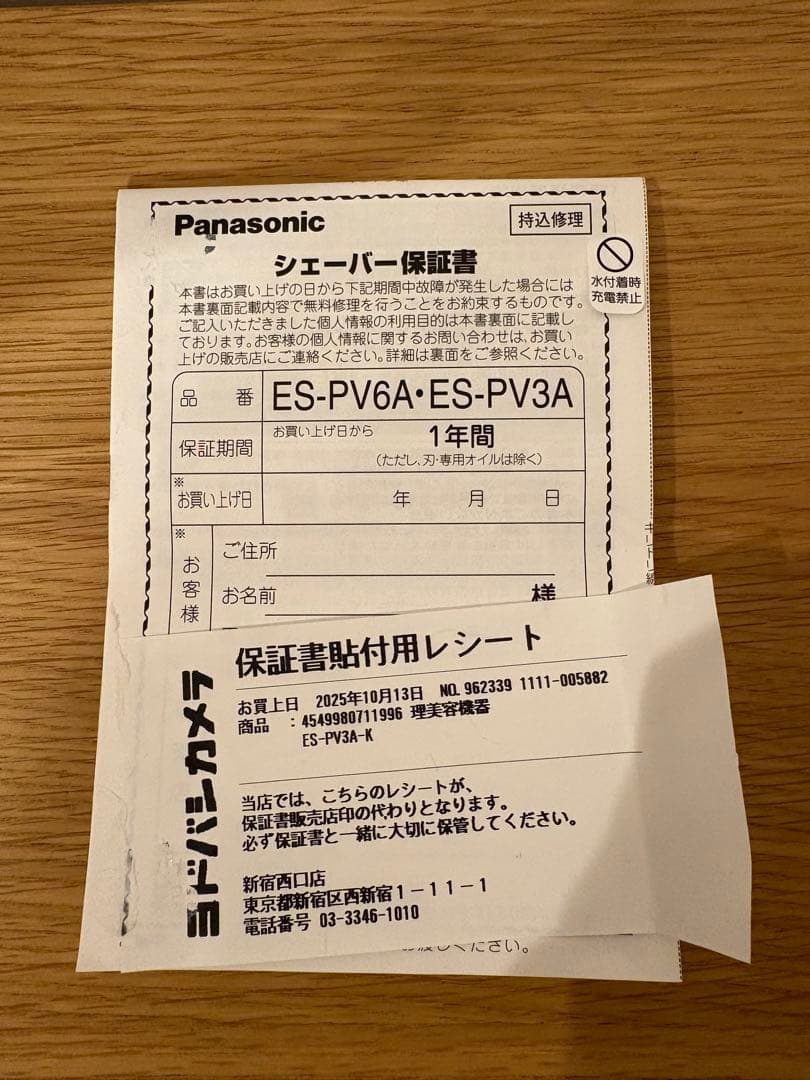 Panasonic
持込修理
シェーバー保証書
水付着時
充電禁止
本書はお買い上げの日から下記期間中故障が発生した場合には
本書裏面記載内容で無料修理を行うことをお約束するものです。
ご記入いただきました個人情報の利用目的は本書裏面に記載し
ております。お客様の個人情報に関するお問い合わせは、お買い
上げの販売店にご連絡ください。詳細は裏面をご参照ください。
品番 ES-PV6A・ES-PV3A
保証期間 お買い上げ日から 1年間
(ただし、刃・専用オイルは除く)
※お買い上げ日 年 月 日
※お客様
ご住所
お名前 様
キリトリ線
ヨドバシカメラ
保証書貼付用レシート
お買上日 2025年10月13日 NO. 962339 1111-005882
商品 : 4549980711996 理美容機器
ES-PV3A-K
当店では、こちらのレシートが、
保証書販売店印の代わりとなります。
必ず保証書と一緒に大切に保管してください。
新宿西口店
東京都新宿区西新宿1-11-1
電話番号 03-3346-1010
ください。